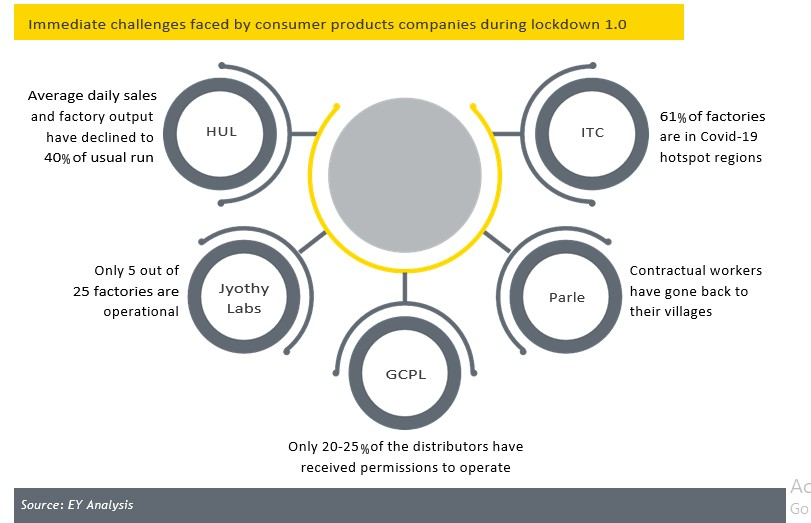 Immediate challenges faced by consumer products companies during lockdown 1.0
Average daily sales
and factory output
have declined to
40% of usual run
HUL
ITC
61% of factories
are in Covid-19
hotspot regions
Only 5 out of
25 factories are
operational
Jyothy
Labs
Parle
Contractual workers
have gone back to
their villages
GCPL
Only 20-25% of the distributors have
received permissions to operate
Source: EY Analysis
Ac
Go